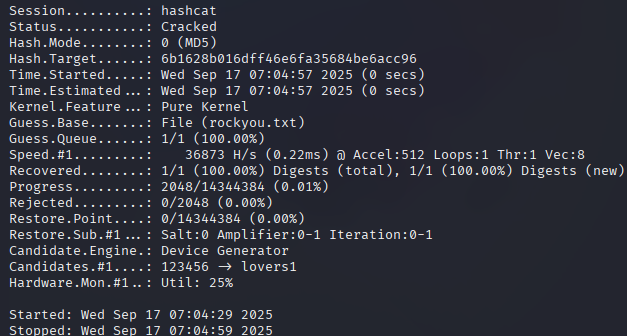 Session..........: hashcat
Status...........: Cracked
Hash.Mode........: 0 (MD5)
Hash.Target......: 6b1628b016dff46e6fa35684be6acc96
Time.Started.....: Wed Sep 17 07:04:57 2025 (0 secs)
Time.Estimated...: Wed Sep 17 07:04:57 2025 (0 secs)
Kernel.Feature...: Pure Kernel
Guess.Base.......: File (rockyou.txt)
Guess.Queue......: 1/1 (100.00%)
Speed.#1.........:    36873 H/s (0.22ms) @ Accel:512 Loops:1 Thr:1 Vec:8
Recovered........: 1/1 (100.00%) Digests (total), 1/1 (100.00%) Digests (new)
Progress.........: 2048/14344384 (0.01%)
Rejected.........: 0/2048 (0.00%)
Restore.Point....: 0/14344384 (0.00%)
Restore.Sub.#1...: Salt:0 Amplifier:0-1 Iteration:0-1
Candidate.Engine.: Device Generator
Candidates.#1....: 123456 -> lovers1
Hardware.Mon.#1..: Util: 25%
Started: Wed Sep 17 07:04:29 2025
Stopped: Wed Sep 17 07:04:59 2025